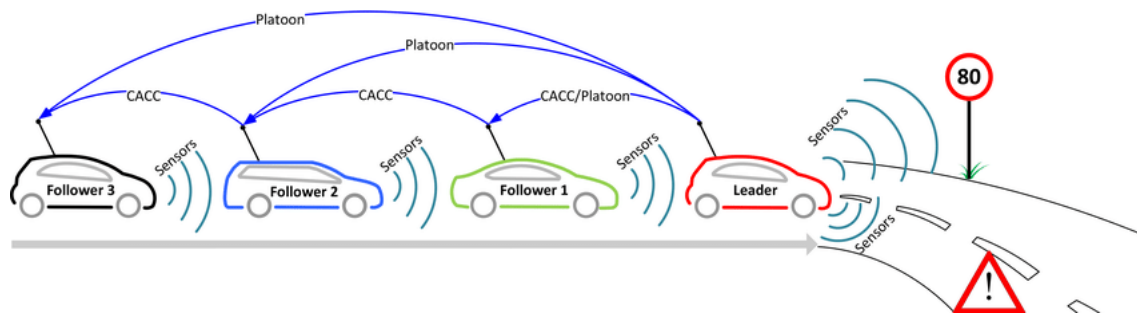 Platoon
Platoon
CACC
CACC
CACC/Platoon
80
Sensors
Sensors
Sensors
Sensors
Follower 3
Follower 2
Follower 1
Leader
Sensors
!